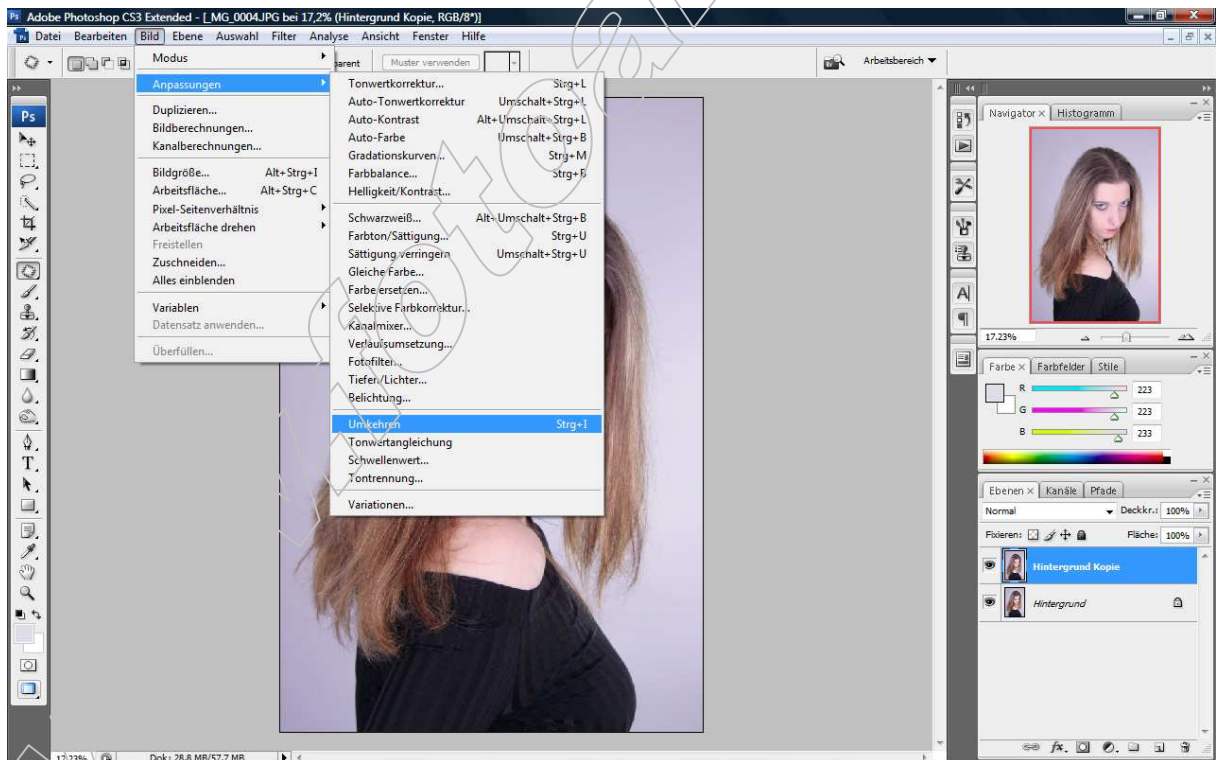 Adobe Photoshop CS3 Extended - [_MG_0004.JPG bei 17,2% (Hintergrund Kopie, RGB/8*)]
Datei Bearbeiten Bild Ebene Auswahl Filter Analyse Ansicht Fenster Hilfe
Muster verwenden
Arbeitsbereich
Modus
Anpassungen
Duplizieren...
Bildberechnungen...
Kanalberechnungen...
Bildgröße... Alt+Strg+I
Arbeitsfläche... Alt+Strg+C
Pixel-Seitenverhältnis
Arbeitsfläche drehen
Freistellen
Zuschneiden...
Alles einblenden
Variablen
Datensatz anwenden...
Überfüllen...
Tonwertkorrektur... Strg+L
Auto-Tonwertkorrektur Umschalt+Strg+L
Auto-Kontrast Alt+Umschalt+Strg+L
Auto-Farbe Umschalt+Strg+B
Gradationskurven... Strg+M
Farbbalance... Strg+B
Helligkeit/Kontrast...
Schwarzweiß... Alt+Umschalt+Strg+B
Farbton/Sättigung... Strg+U
Sättigung verringern Umschalt+Strg+U
Gleiche Farbe...
Farbe ersetzen...
Selektive Farbkorrektur...
Kanalmixer...
Verlaufsumsetzung...
Fotofilter...
Tiefen/Lichter...
Belichtung...
Umkehren Strg+I
Tonwertangleichung
Schwellenwert...
Tontrennung...
Variationen...
Ps
Navigator × Histogramm
17.23%
Farbe × Farbfelder Stile
R 223
G 223
B 233
Ebenen × Kanäle Pfade
Normal Deckkr.: 100%
Fixieren: Fläche: 100%
Hintergrund Kopie
Hintergrund
17,23% Dok: 28,8 MB/57,7 MB